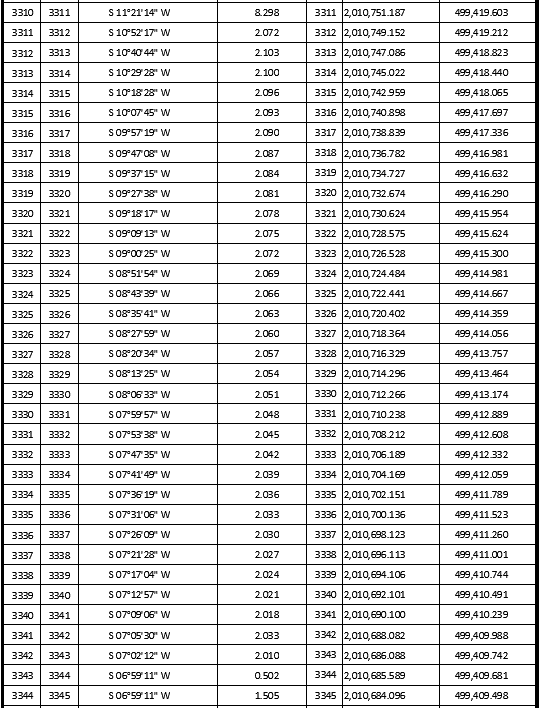 3310 3311 S 11°21'14" W 8.298 3311 2,010,751.187 499,419.603
3311 3312 S 10°52'17" W 2.072 3312 2,010,749.152 499,419.212
3312 3313 S 10°40'44" W 2.103 3313 2,010,747.086 499,418.823
3313 3314 S 10°29'28" W 2.100 3314 2,010,745.022 499,418.440
3314 3315 S 10°18'28" W 2.096 3315 2,010,742.959 499,418.065
3315 3316 S 10°07'45" W 2.093 3316 2,010,740.898 499,417.697
3316 3317 S 09°57'19" W 2.090 3317 2,010,738.839 499,417.336
3317 3318 S 09°47'08" W 2.087 3318 2,010,736.782 499,416.981
3318 3319 S 09°37'15" W 2.084 3319 2,010,734.727 499,416.632
3319 3320 S 09°27'38" W 2.081 3320 2,010,732.674 499,416.290
3320 3321 S 09°18'17" W 2.078 3321 2,010,730.624 499,415.954
3321 3322 S 09°09'13" W 2.075 3322 2,010,728.575 499,415.624
3322 3323 S 09°00'25" W 2.072 3323 2,010,726.528 499,415.300
3323 3324 S 08°51'54" W 2.069 3324 2,010,724.484 499,414.981
3324 3325 S 08°43'39" W 2.066 3325 2,010,722.441 499,414.667
3325 3326 S 08°35'41" W 2.063 3326 2,010,720.402 499,414.359
3326 3327 S 08°27'59" W 2.060 3327 2,010,718.364 499,414.056
3327 3328 S 08°20'34" W 2.057 3328 2,010,716.329 499,413.757
3328 3329 S 08°13'25" W 2.054 3329 2,010,714.296 499,413.464
3329 3330 S 08°06'33" W 2.051 3330 2,010,712.266 499,413.174
3330 3331 S 07°59'57" W 2.048 3331 2,010,710.238 499,412.889
3331 3332 S 07°53'38" W 2.045 3332 2,010,708.212 499,412.608
3332 3333 S 07°47'35" W 2.042 3333 2,010,706.189 499,412.332
3333 3334 S 07°41'49" W 2.039 3334 2,010,704.169 499,412.059
3334 3335 S 07°36'19" W 2.036 3335 2,010,702.151 499,411.789
3335 3336 S 07°31'06" W 2.033 3336 2,010,700.136 499,411.523
3336 3337 S 07°26'09" W 2.030 3337 2,010,698.123 499,411.260
3337 3338 S 07°21'28" W 2.027 3338 2,010,696.113 499,411.001
3338 3339 S 07°17'04" W 2.024 3339 2,010,694.106 499,410.744
3339 3340 S 07°12'57" W 2.021 3340 2,010,692.101 499,410.491
3340 3341 S 07°09'06" W 2.018 3341 2,010,690.100 499,410.239
3341 3342 S 07°05'30" W 2.033 3342 2,010,688.082 499,409.988
3342 3343 S 07°02'12" W 2.010 3343 2,010,686.088 499,409.742
3343 3344 S 06°59'11" W 0.502 3344 2,010,685.589 499,409.681
3344 3345 S 06°59'11" W 1.505 3345 2,010,684.096 499,409.498